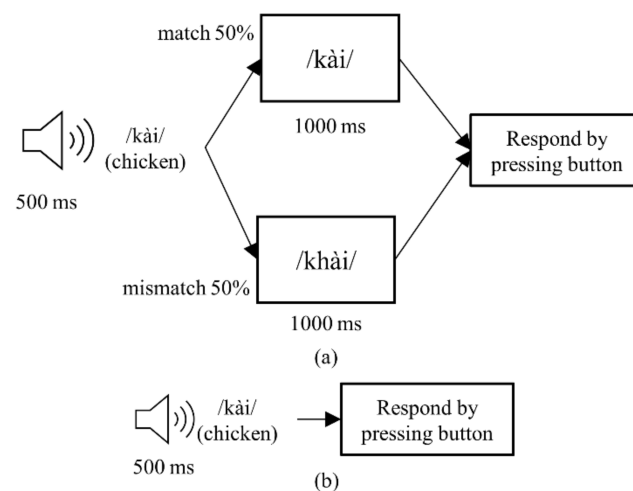 match 50%
/kài/
1000 ms
/kài/
(chicken)
500 ms
Respond by
pressing button
/khài/
mismatch 50%
1000 ms
(a)
/kài/
(chicken)
500 ms
Respond by
pressing button
(b)